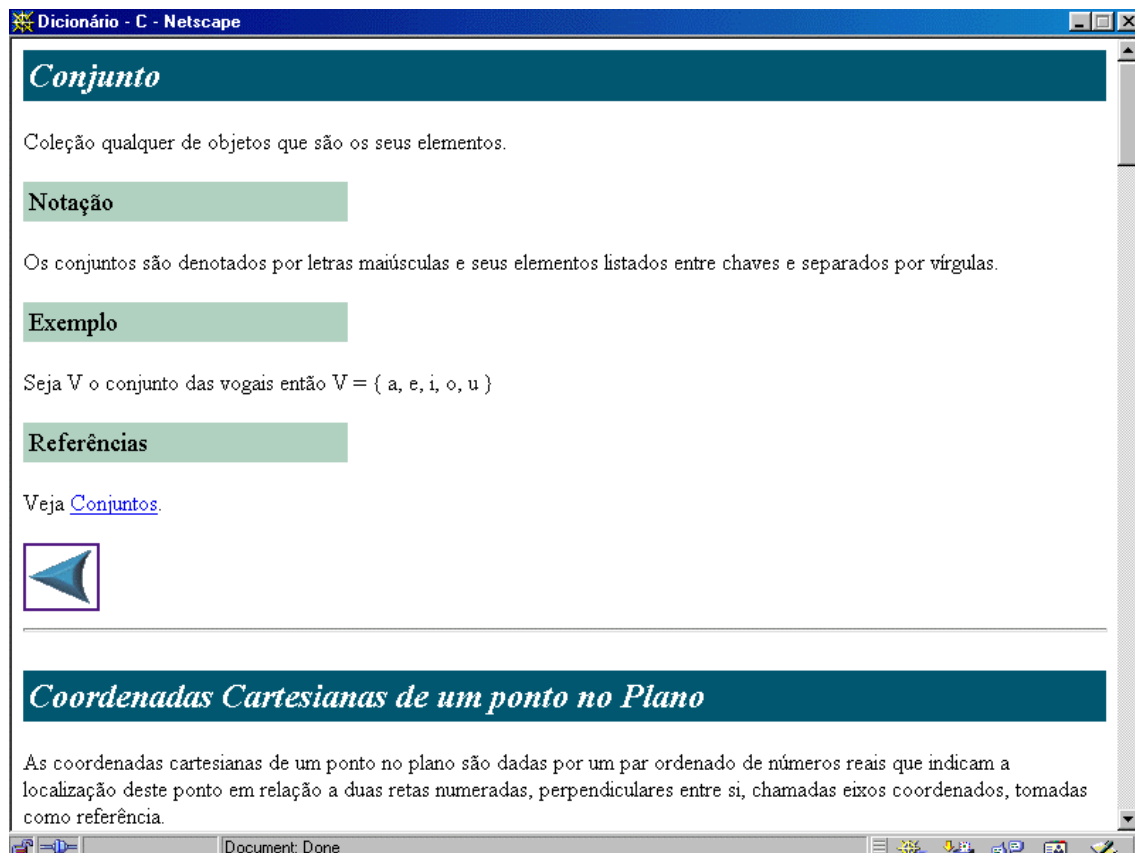 Dicionário - C - Netscape
Conjunto
Coleção qualquer de objetos que são os seus elementos.
Notação
Os conjuntos são denotados por letras maiúsculas e seus elementos listados entre chaves e separados por vírgulas.
Exemplo
Seja V o conjunto das vogais então V = { a, e, i, o, u }
Referências
Veja Conjuntos.
Coordenadas Cartesianas de um ponto no Plano
As coordenadas cartesianas de um ponto no plano são dadas por um par ordenado de números reais que indicam a
localização deste ponto em relação a duas retas numeradas, perpendiculares entre si, chamadas eixos coordenados, tomadas
como referência.
Document: Done